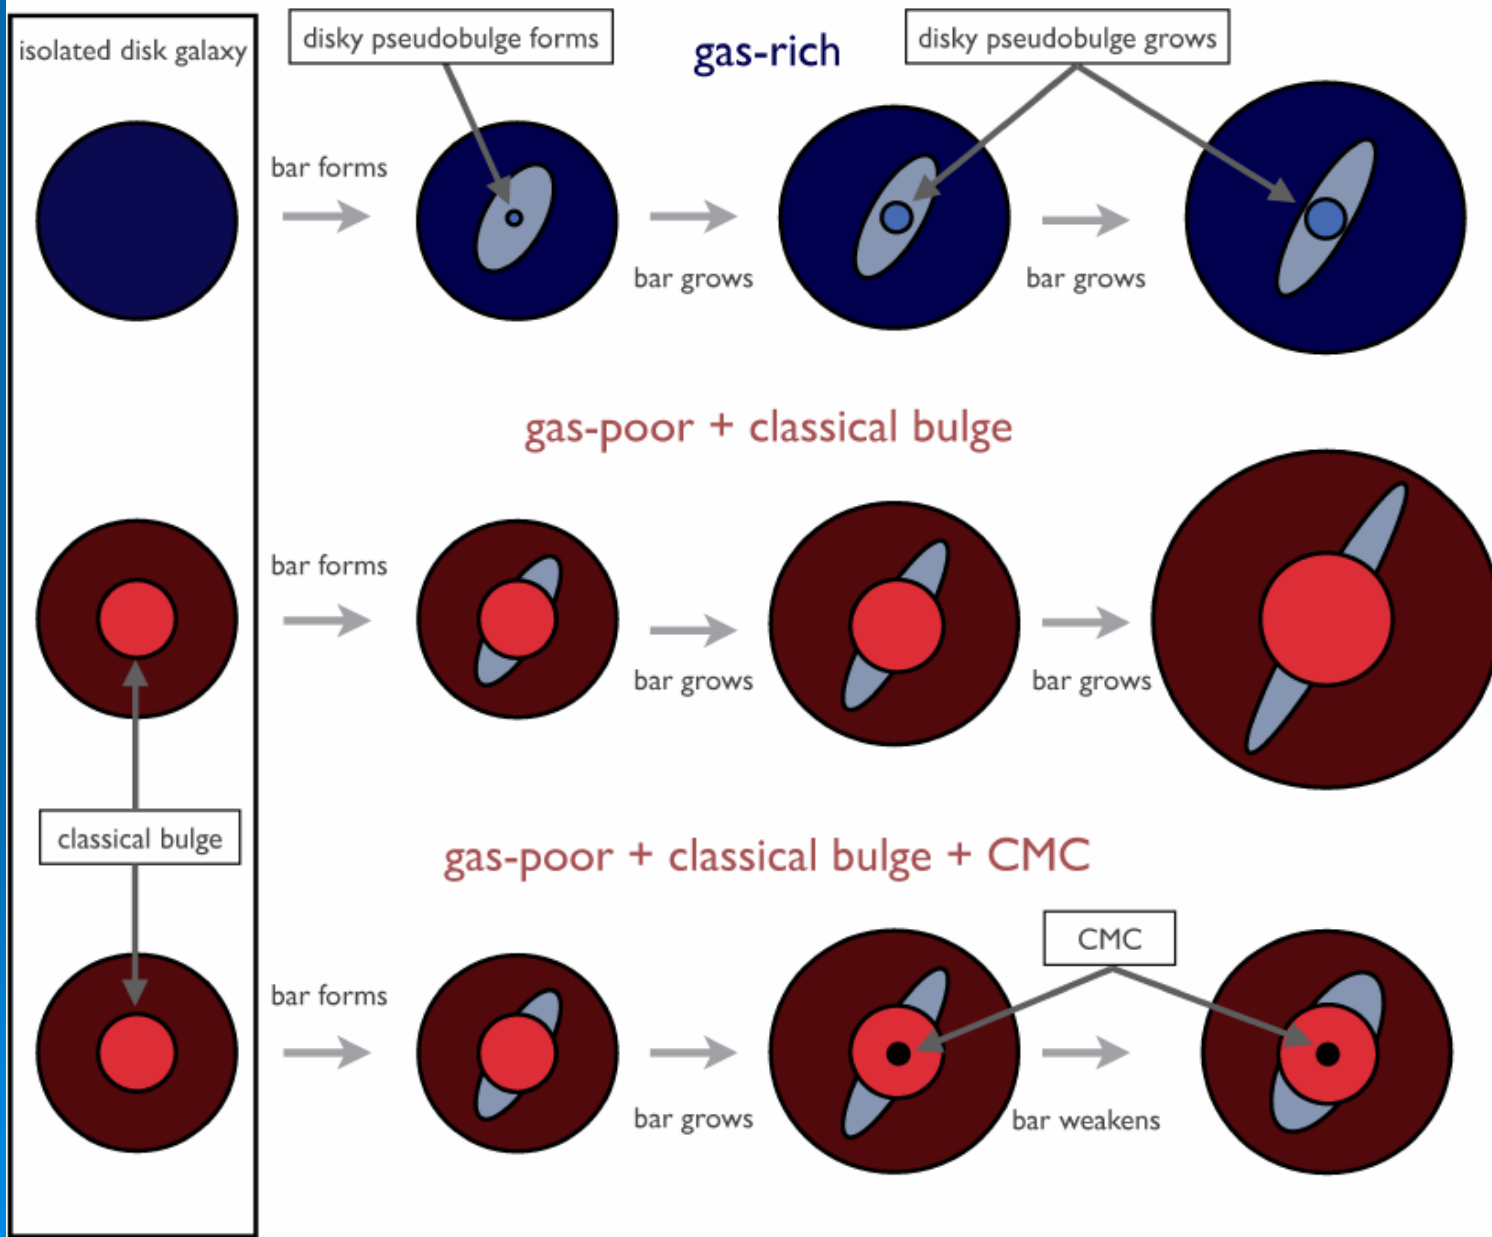 isolated disk galaxy
disky pseudobulge forms
gas-rich
disky pseudobulge grows
bar forms
bar grows
bar grows
gas-poor + classical bulge
bar forms
bar grows
bar grows
classical bulge
gas-poor + classical bulge + CMC
CMC
bar forms
bar grows
bar weakens